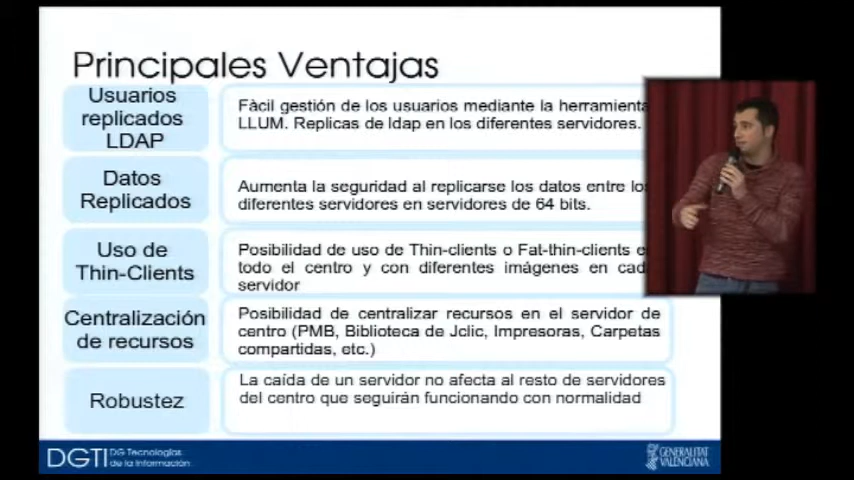 Principales Ventajas
Usuarios
replicados
LDAP
Fàcil gestión de los usuarios mediante la herramienta
LLUM. Replicas de ldap en los diferentes servidores.
Datos
Replicados
Aumenta la seguridad al replicarse los datos entre los
diferentes servidores en servidores de 64 bits.
Uso de
Thin-Clients
Posibilidad de uso de Thin-clients o Fat-thin-clients
todo el centro y con diferentes imágenes en cada
servidor
Centralización
de recursos
Posibilidad de centralizar recursos en el servidor de
centro (PMB, Biblioteca de Jclic, Impresoras, Carpetas
compartidas, etc.)
Robustez
La caída de un servidor no afecta al resto de servidores
del centro que seguirán funcionando con normalidad
DGTI DG Tecnologías
de la Información
GENERALITAT
VALENCIANA